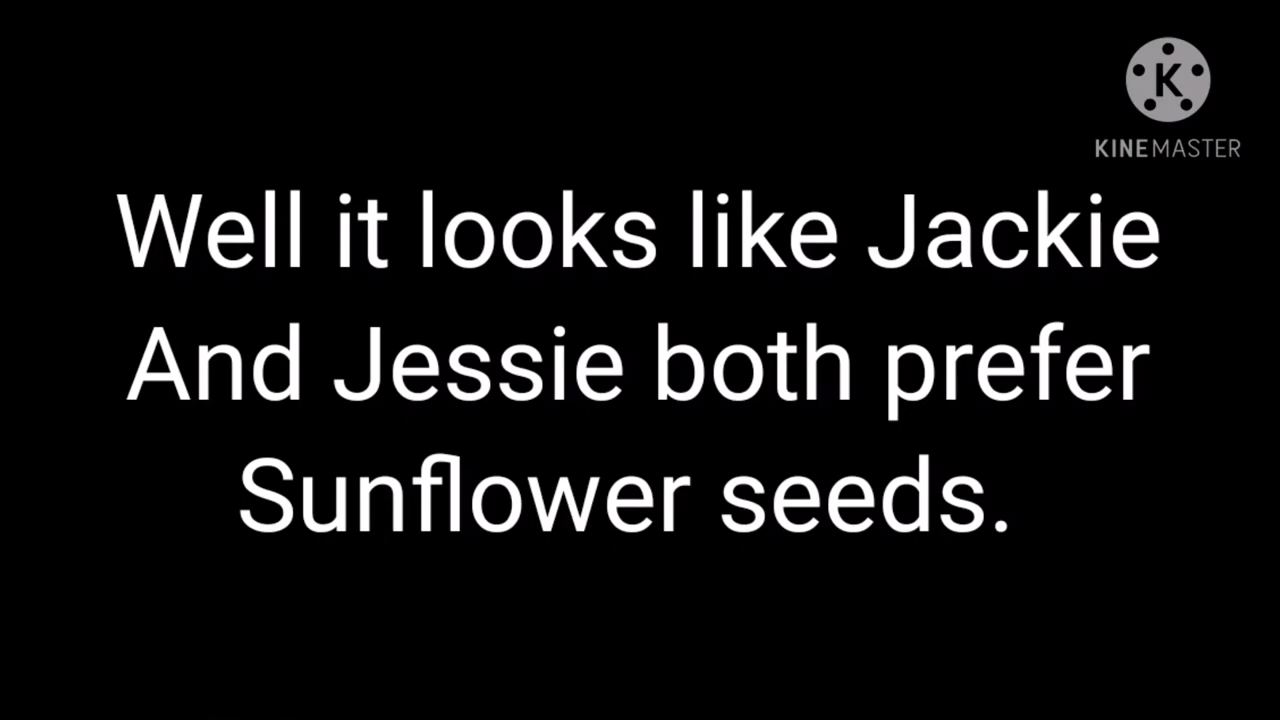 K
KINEMASTER
Well it looks like Jackie
And Jessie both prefer
Sunflower seeds.